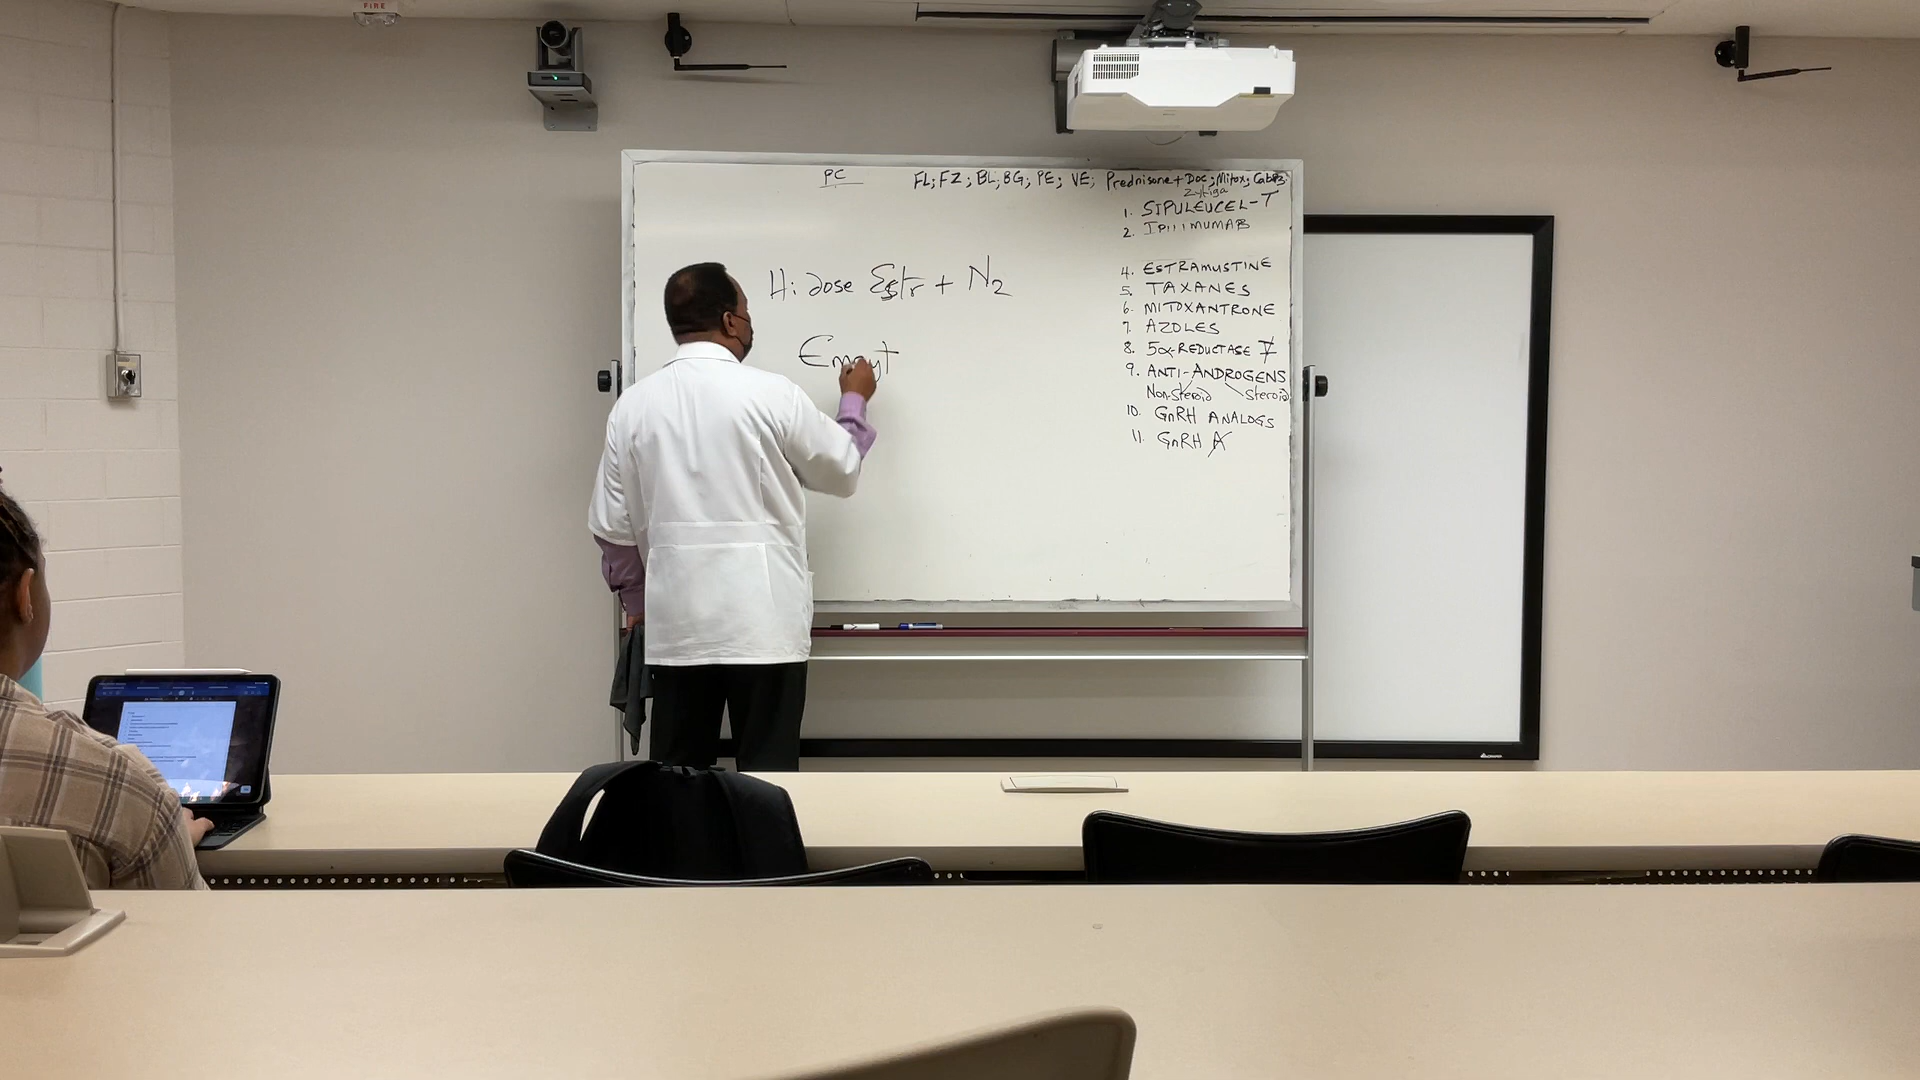 FIRE
PC
FL; FZ; BL; BG; PE; VE; Prednisone + Doc; Mitox; Cabaz
Zytiga
1. SIPULEUCEL-T
2. IPILIMUMAB
4. ESTRAMUSTINE
5. TAXANES
6. MITOXANTRONE
7. AZOLES
8. 5α-REDUCTASE I
9. ANTI-ANDROGENS
Non-steroid Steroid
10. GnRH ANALOGS
11. GnRH A
Hi dose Estr + N2
Emcyt